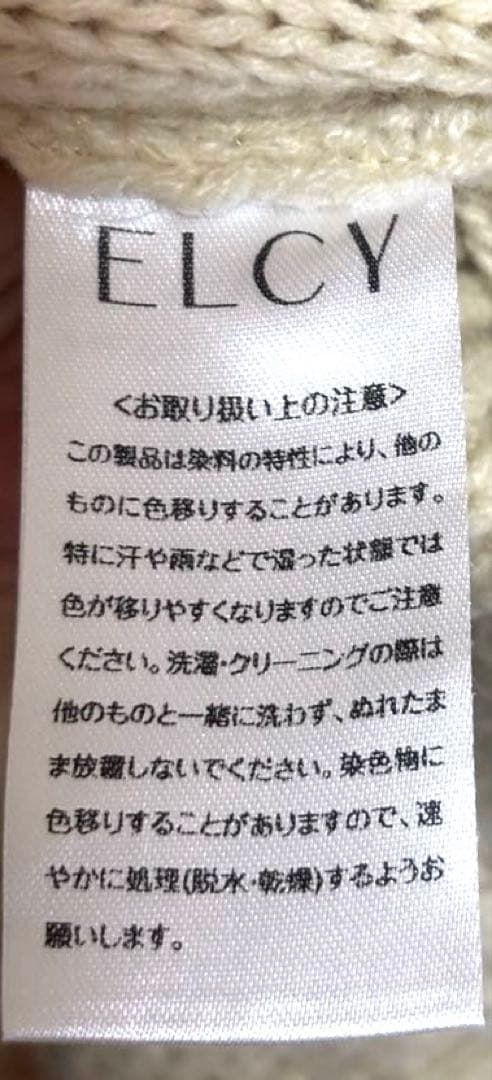 ELCY
<お取り扱い上の注意>
この製品は染料の特性により、他の
ものに色移りすることがあります。
特に汗や雨などで湿った状態では
色が移りやすくなりますのでご注意
ください。洗濯・クリーニングの際は
他のものと一緒に洗わず、ぬれたま
ま放置しないでください。染色物に
色移りすることがありますので、速
やかに処理(脱水・乾燥)するようお
願いします。